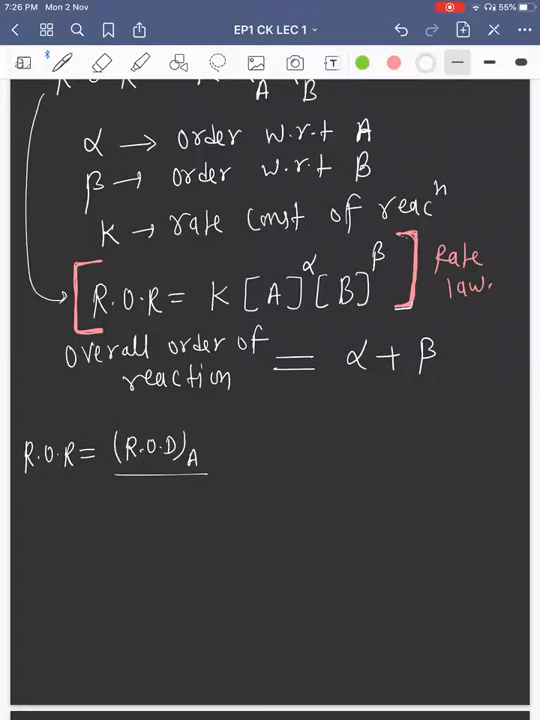 7:26 PM Mon 2 Nov
55%
EP1 CK LEC 1
A B
α → order w.r.t A
β → order w.r.t B
K → rate const of reacⁿ
[R.O.R = K [A]^α [B]^β] Rate law.
Overall order of reaction = α + β
R.O.R = (R.O.D)A